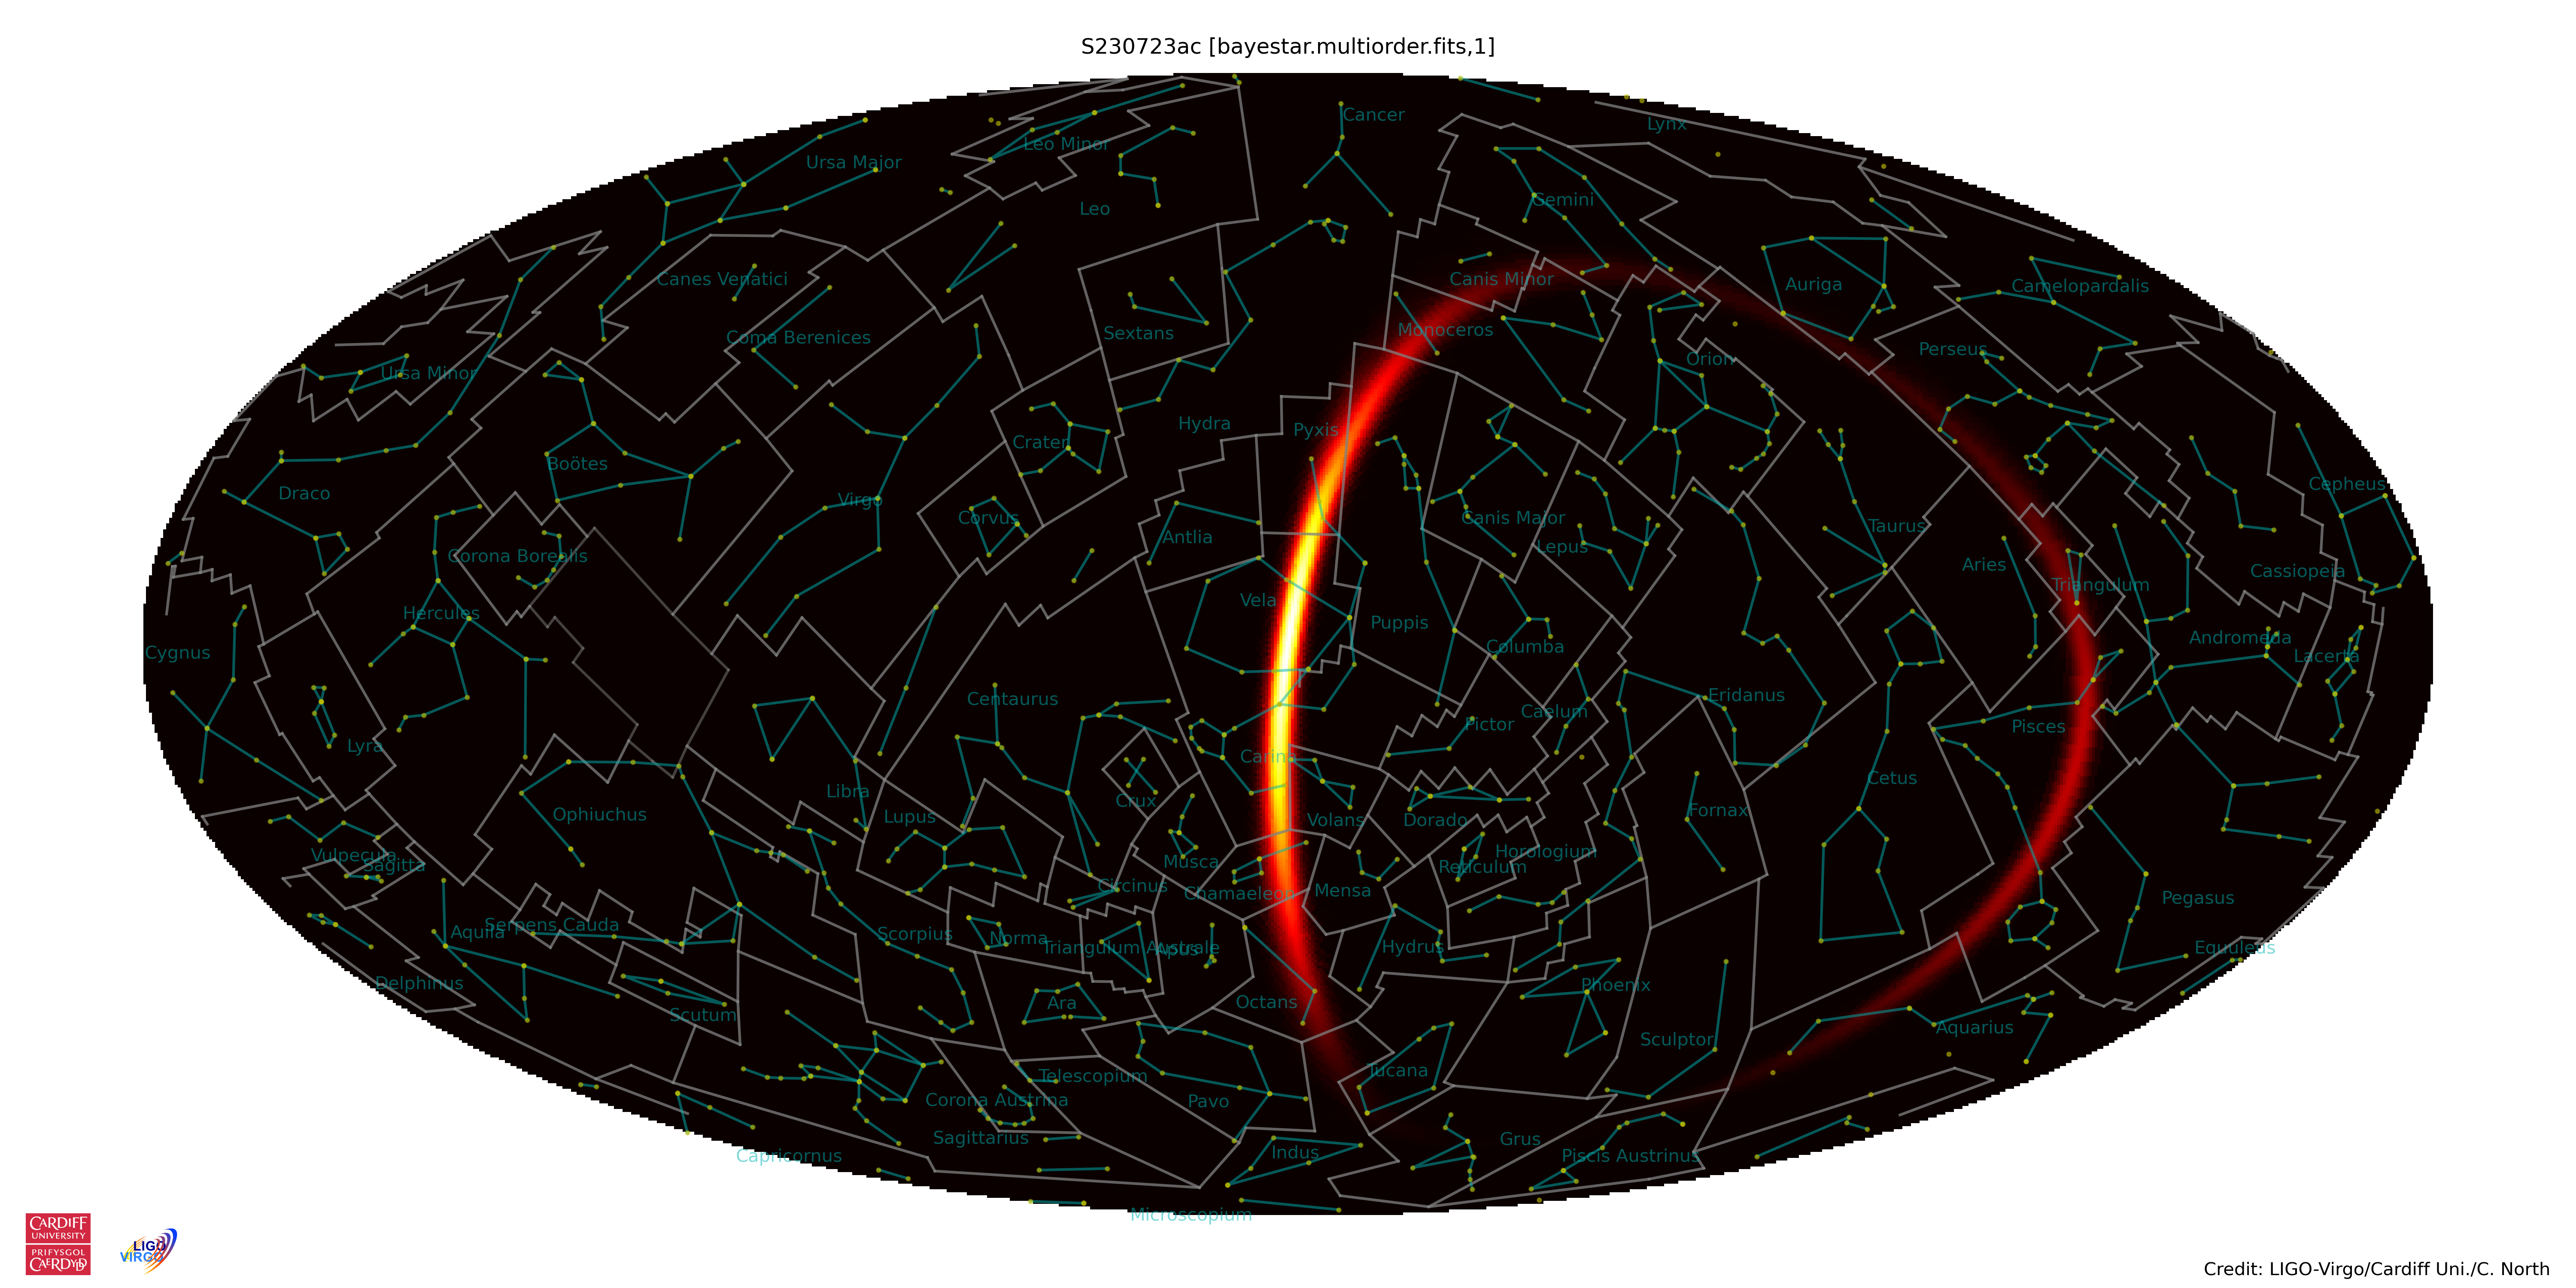 S230723ac [bayestar.multiorder.fits,1]
Cancer
Lynx
Leo Minor
Ursa Major
Gemini
Leo
Canes Venatici
Canis Minor
Auriga
Camelopardalis
Coma Berenices
Sextans
Monoceros
Perseus
Orion
Ursa Minor
Hydra
Pyxis
Crater
Boötes
Cepheus
Draco
Virgo
Corvus
Canis Major
Taurus
Antlia
Lepus
Corona Borealis
Aries
Cassiopeia
Triangulum
Vela
Hercules
Puppis
Andromeda
Columba
Cygnus
Lacerta
Centaurus
Eridanus
Caelum
Pictor
Pisces
Lyra
Carina
Cetus
Libra
Crux
Fornax
Ophiuchus
Lupus
Volans
Dorado
Horologium
Vulpecula
Musca
Sagitta
Reticulum
Circinus
Mensa
Chamaeleon
Pegasus
Serpens Cauda
Aquila
Scorpius
Norma
Triangulum Australe
Apus
Hydrus
Equuleus
Delphinus
Phoenix
Ara
Octans
Scutum
Aquarius
Sculptor
Tucana
Telescopium
Corona Austrina
Pavo
Sagittarius
Grus
Indus
Capricornus
Piscis Austrinus
Microscopium
CARDIFF
UNIVERSITY
PRIFYSGOL
CAERDYDD
LIGO
VIRGO
Credit: LIGO-Virgo/Cardiff Uni./C. North